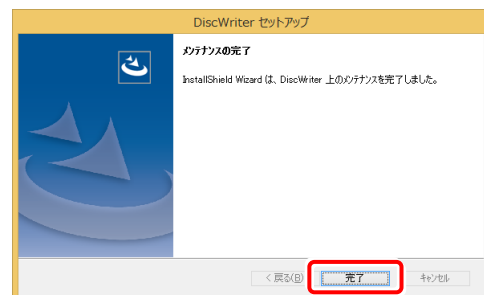 DiscWriter セットアップ
メンテナンスの完了
InstallShield Wizard は、DiscWriter 上のメンテナンスを完了しました。
< 戻る(B)
完了
キャンセル